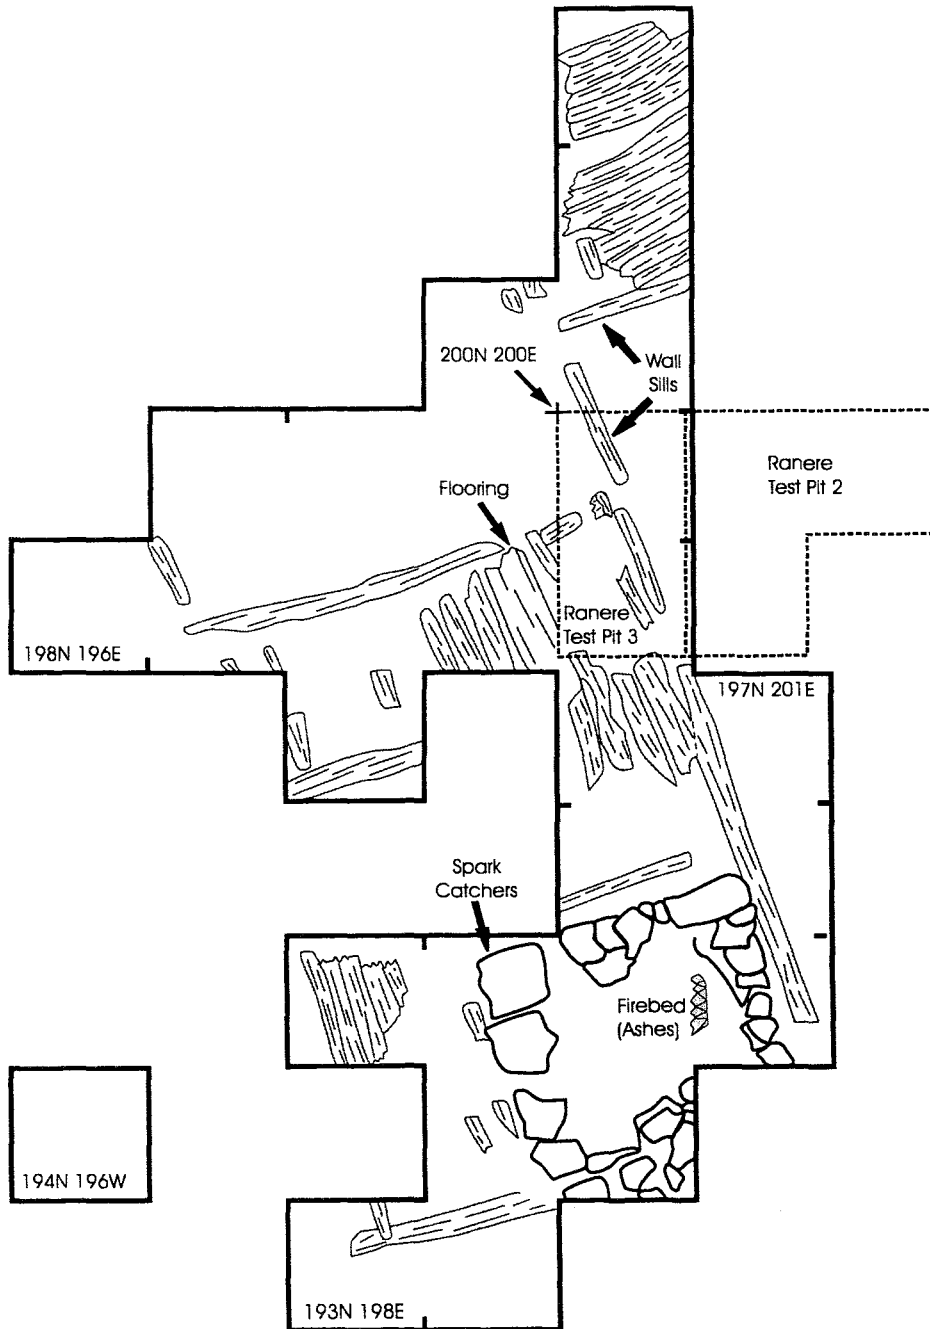 200N 200E
Wall
Sills
Ranere
Test Pit 2
Flooring
Ranere
Test Pit 3
198N 196E
197N 201E
Spark
Catchers
Firebed
(Ashes)
194N 196W
193N 198E